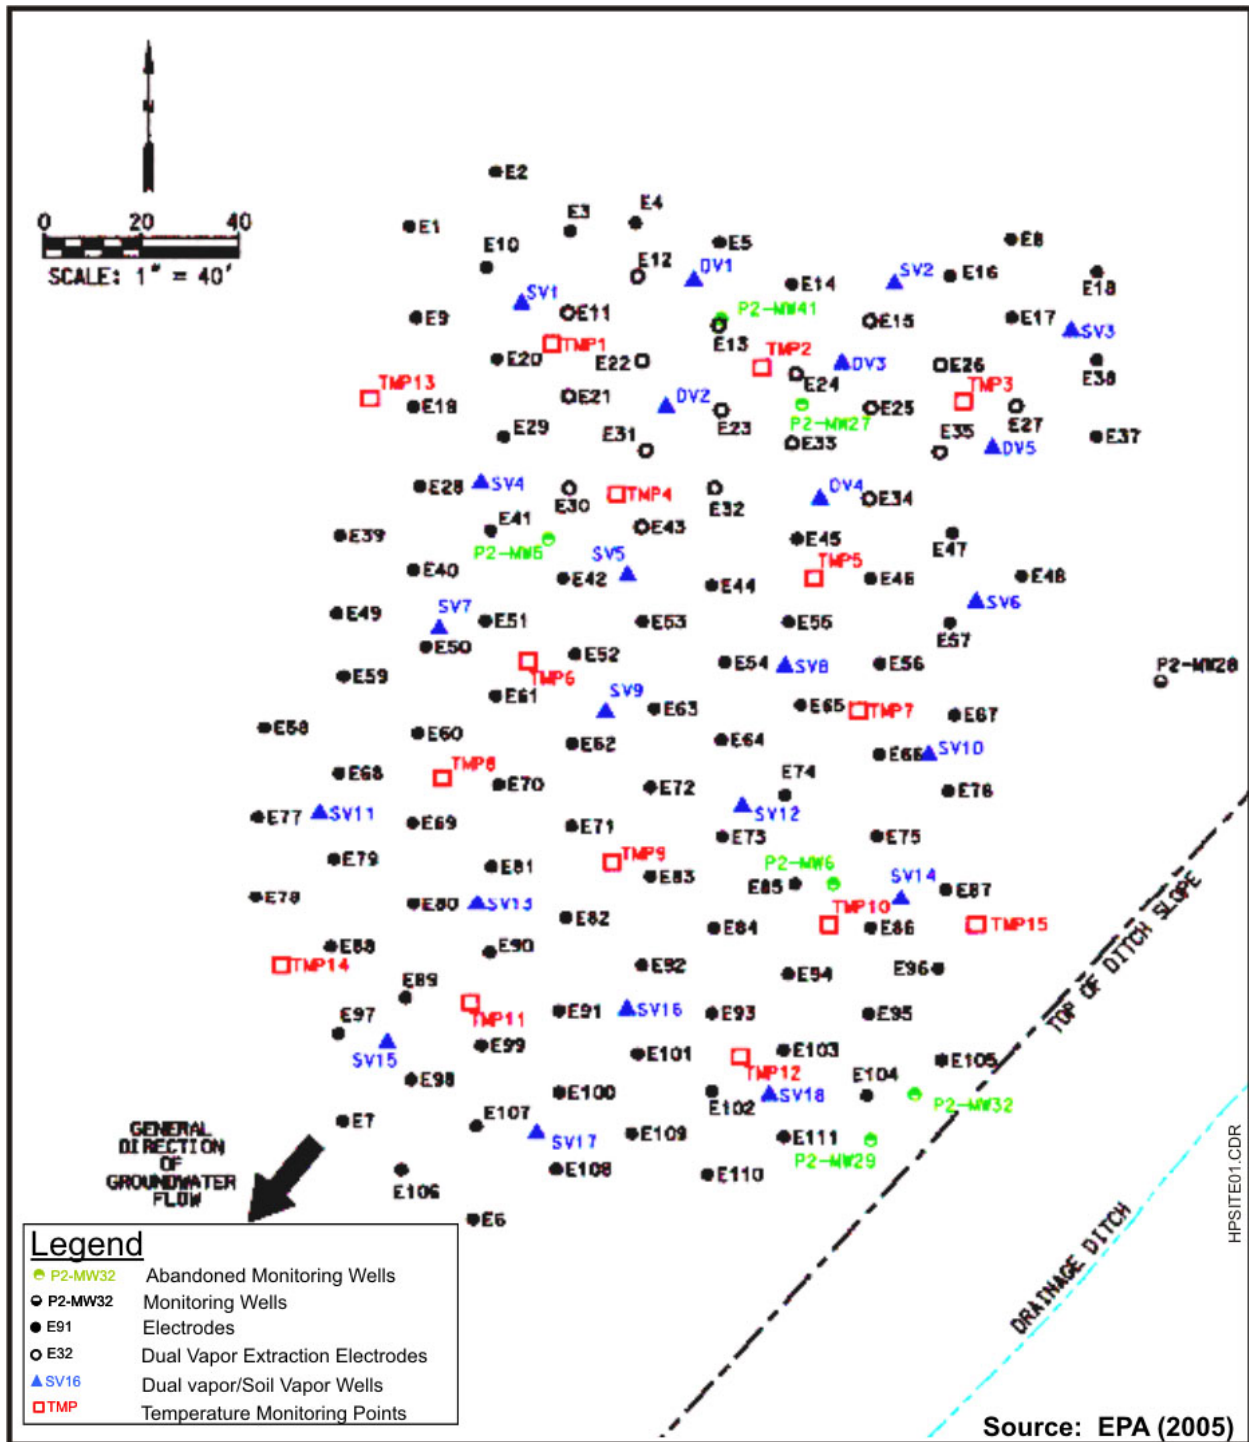 0 20 40
SCALE: 1" = 40'
E2
E1
E3
E4
E10
E5
E12
DV1
E8
E14
SV2
E16
E18
SV1
E11
P2-MW41
E9
E15
E17
SV3
E13
TMP1
TMP2
E20
E22
DV3
E26
E38
TMP13
E24
TMP3
E19
E21
DV2
E23
P2-MW27
E25
E27
E29
E31
E33
E35
DV5
E37
E28
SV4
E30
TMP4
E32
DV4
E34
E41
E43
E39
P2-MW5
E45
E47
SV5
TMP5
E40
E42
E44
E46
E48
SV7
SV6
E49
E51
E53
E55
E57
E50
E52
E54
SV8
E56
P2-MW28
E59
TMP6
E61
SV9
E63
E65
TMP7
E67
E58
E60
E62
E64
E66
SV10
E68
TMP8
E70
E72
E74
E76
E77
SV11
SV12
E69
E71
E73
E75
E79
E81
TMP9
E83
P2-MW6
E85
SV14
E87
E78
E80
SV13
E82
TMP10
E84
E86
TMP15
E88
E90
TMP14
E92
E54
E96
E89
E97
TMP11
E91
SV16
E93
E95
TOP OF DITCH SLOPE
SV15
E99
E101
E103
E105
TMP12
E98
E100
E102
SV18
E104
P2-MW32
E7
E107
SV17
E109
E111
P2-MW29
GENERAL
DIRECTION
OF
GROUNDWATER
FLOW
E106
E108
E110
E6
DRAINAGE DITCH
HPSITE01.CDR
Legend
P2-MW32 Abandoned Monitoring Wells
P2-MW32 Monitoring Wells
E91 Electrodes
E32 Dual Vapor Extraction Electrodes
SV16 Dual vapor/Soil Vapor Wells
TMP Temperature Monitoring Points
Source: EPA (2005)